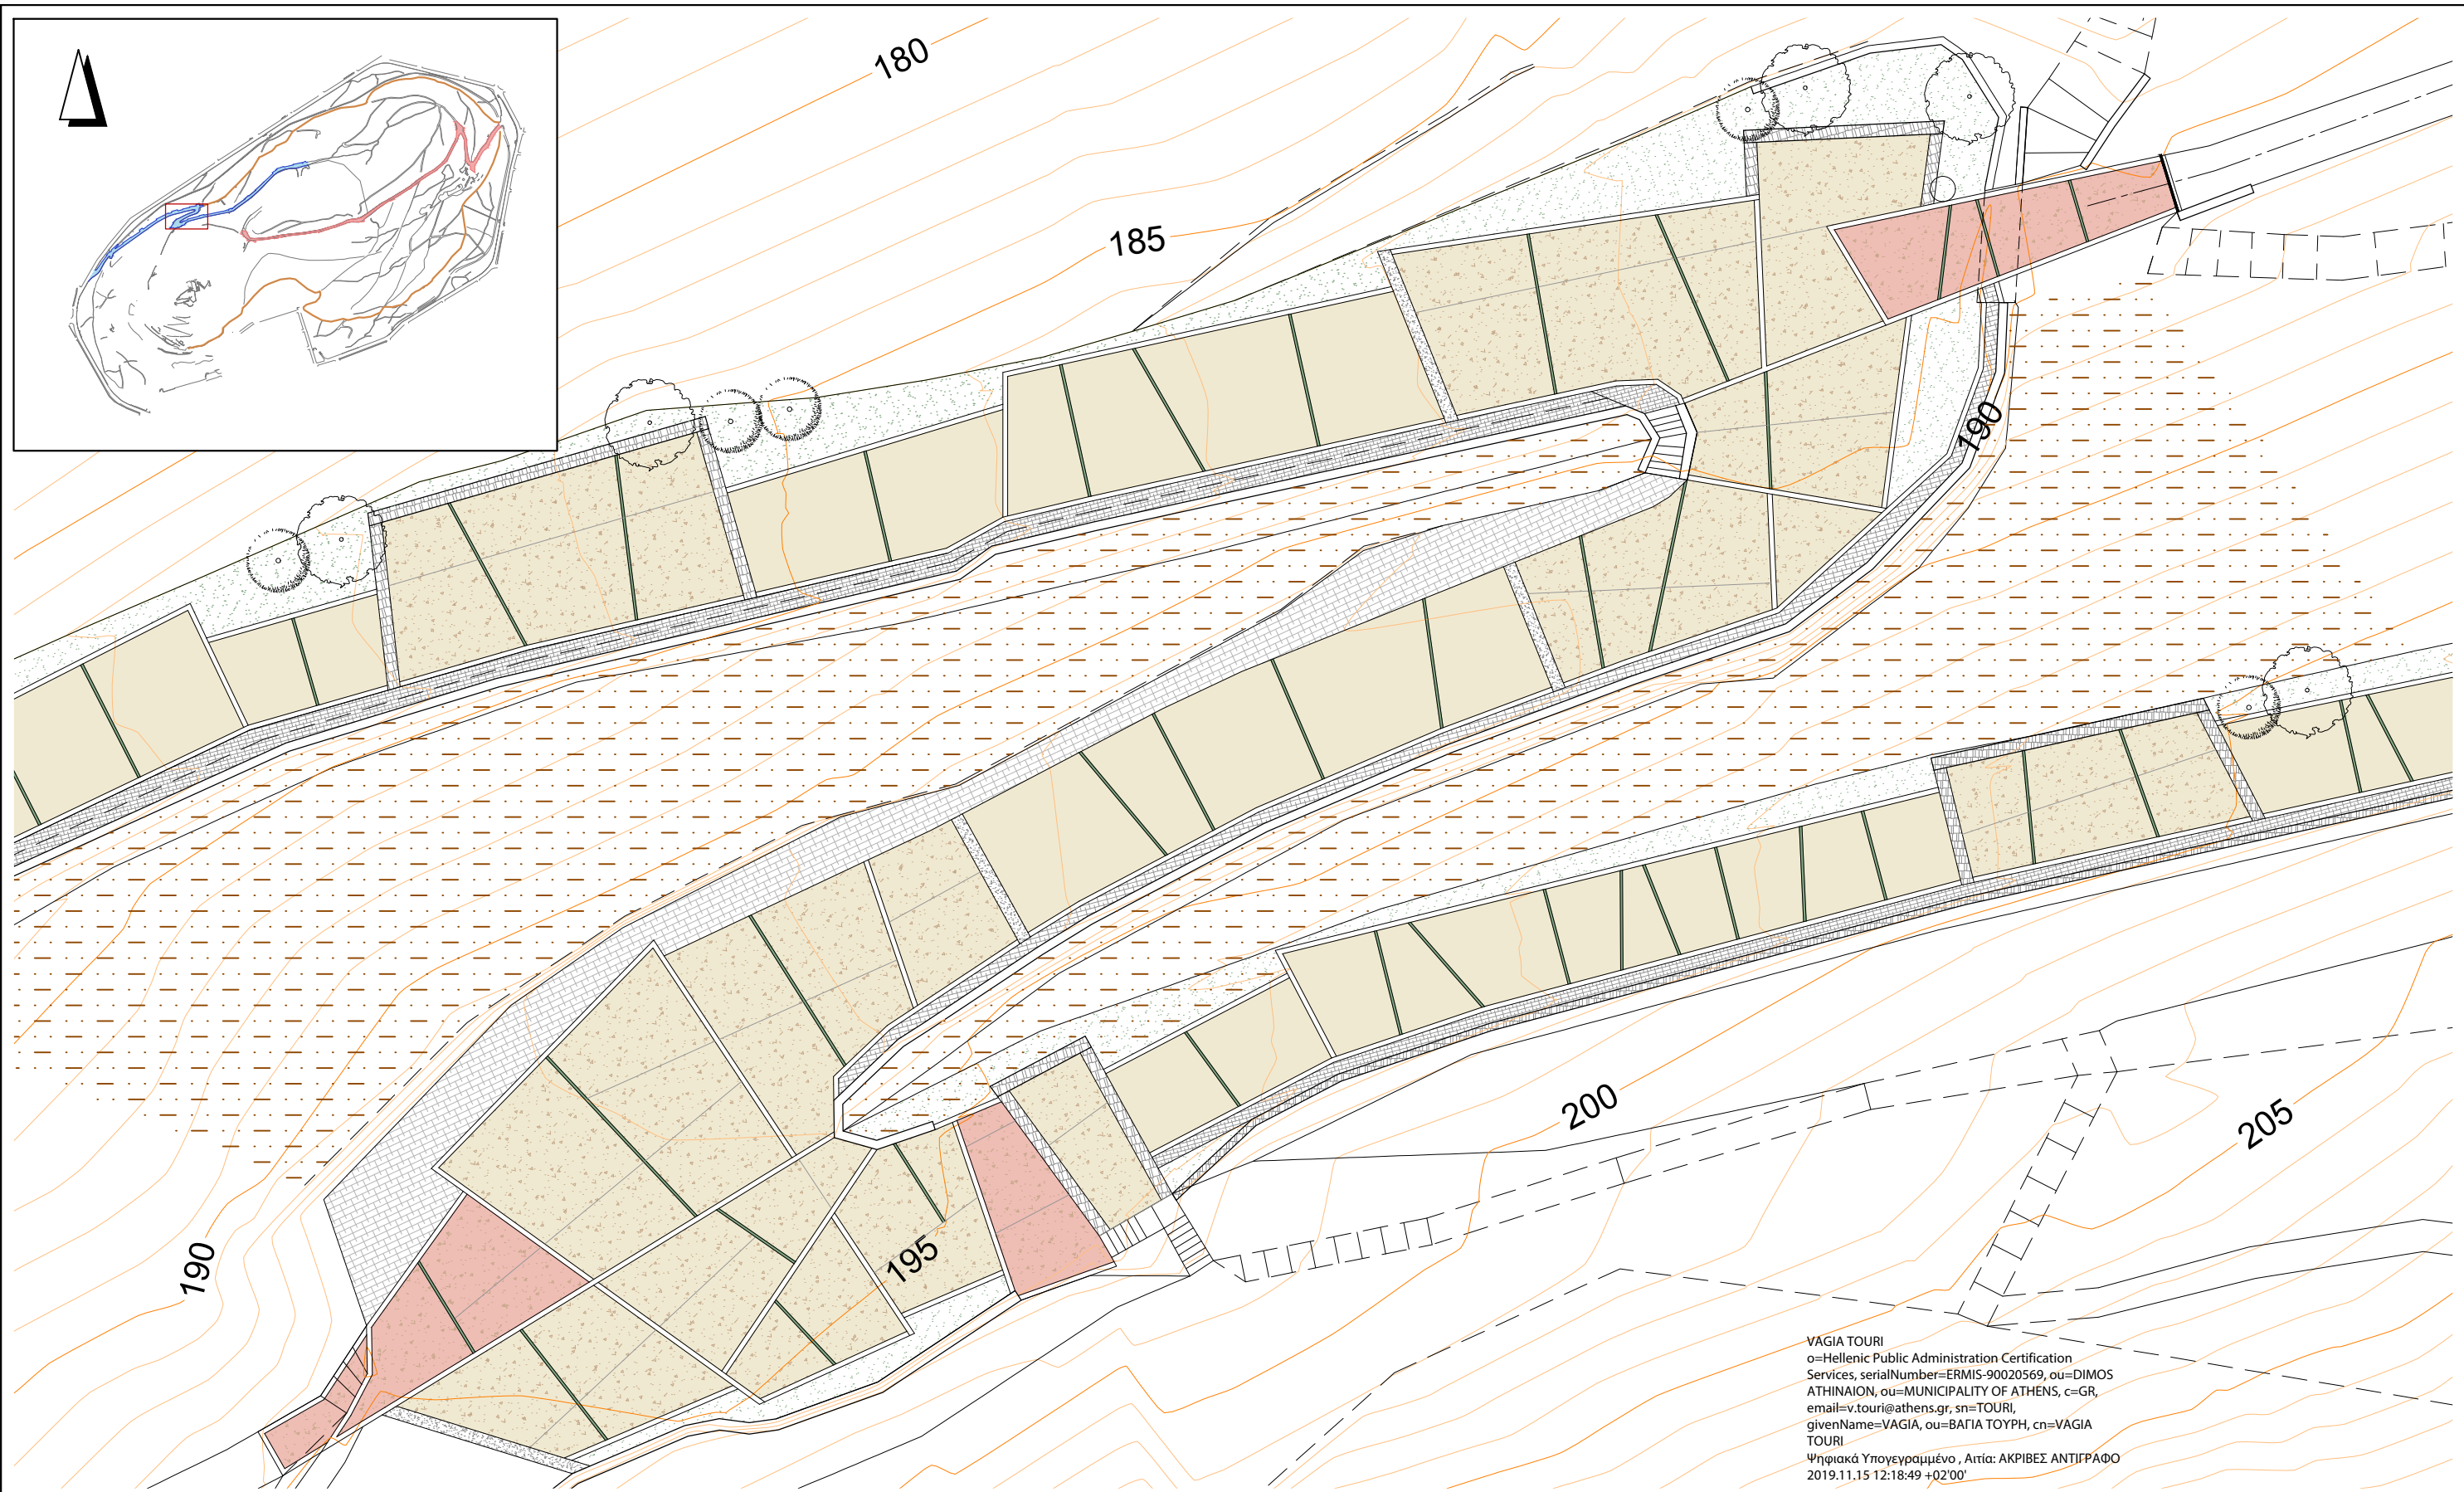 180
185
190
190
195
200
205
VAGIA TOURI
o=Hellenic Public Administration Certification
Services, serialNumber=ERMIS-90020569, ou=DIMOS
ATHINAION, ou=MUNICIPALITY OF ATHENS, c=GR,
email=v.touri@athens.gr, sn=TOURI,
givenName=VAGIA, ou=ΒΑΓΙΑ ΤΟΥΡΗ, cn=VAGIA
TOURI
Ψηφιακά Υπογεγραμμένο , Αιτία: ΑΚΡΙΒΕΣ ΑΝΤΙΓΡΑΦΟ
2019.11.15 12:18:49 +02'00'